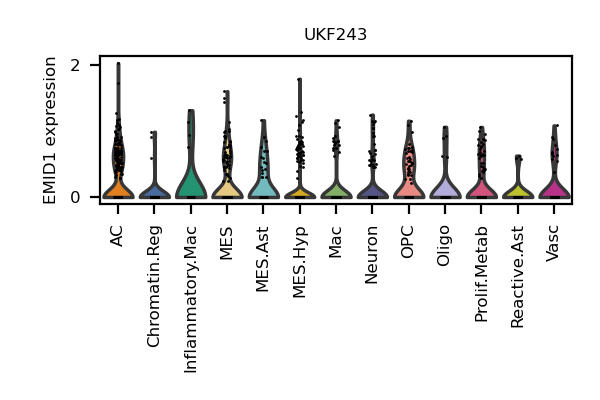 UKF243
EMID1 expression
2
0
AC
Chromatin.Reg
Inflammatory.Mac
MES
MES.Ast
MES.Hyp
Mac
Neuron
OPC
Oligo
Prolif.Metab
Reactive.Ast
Vasc